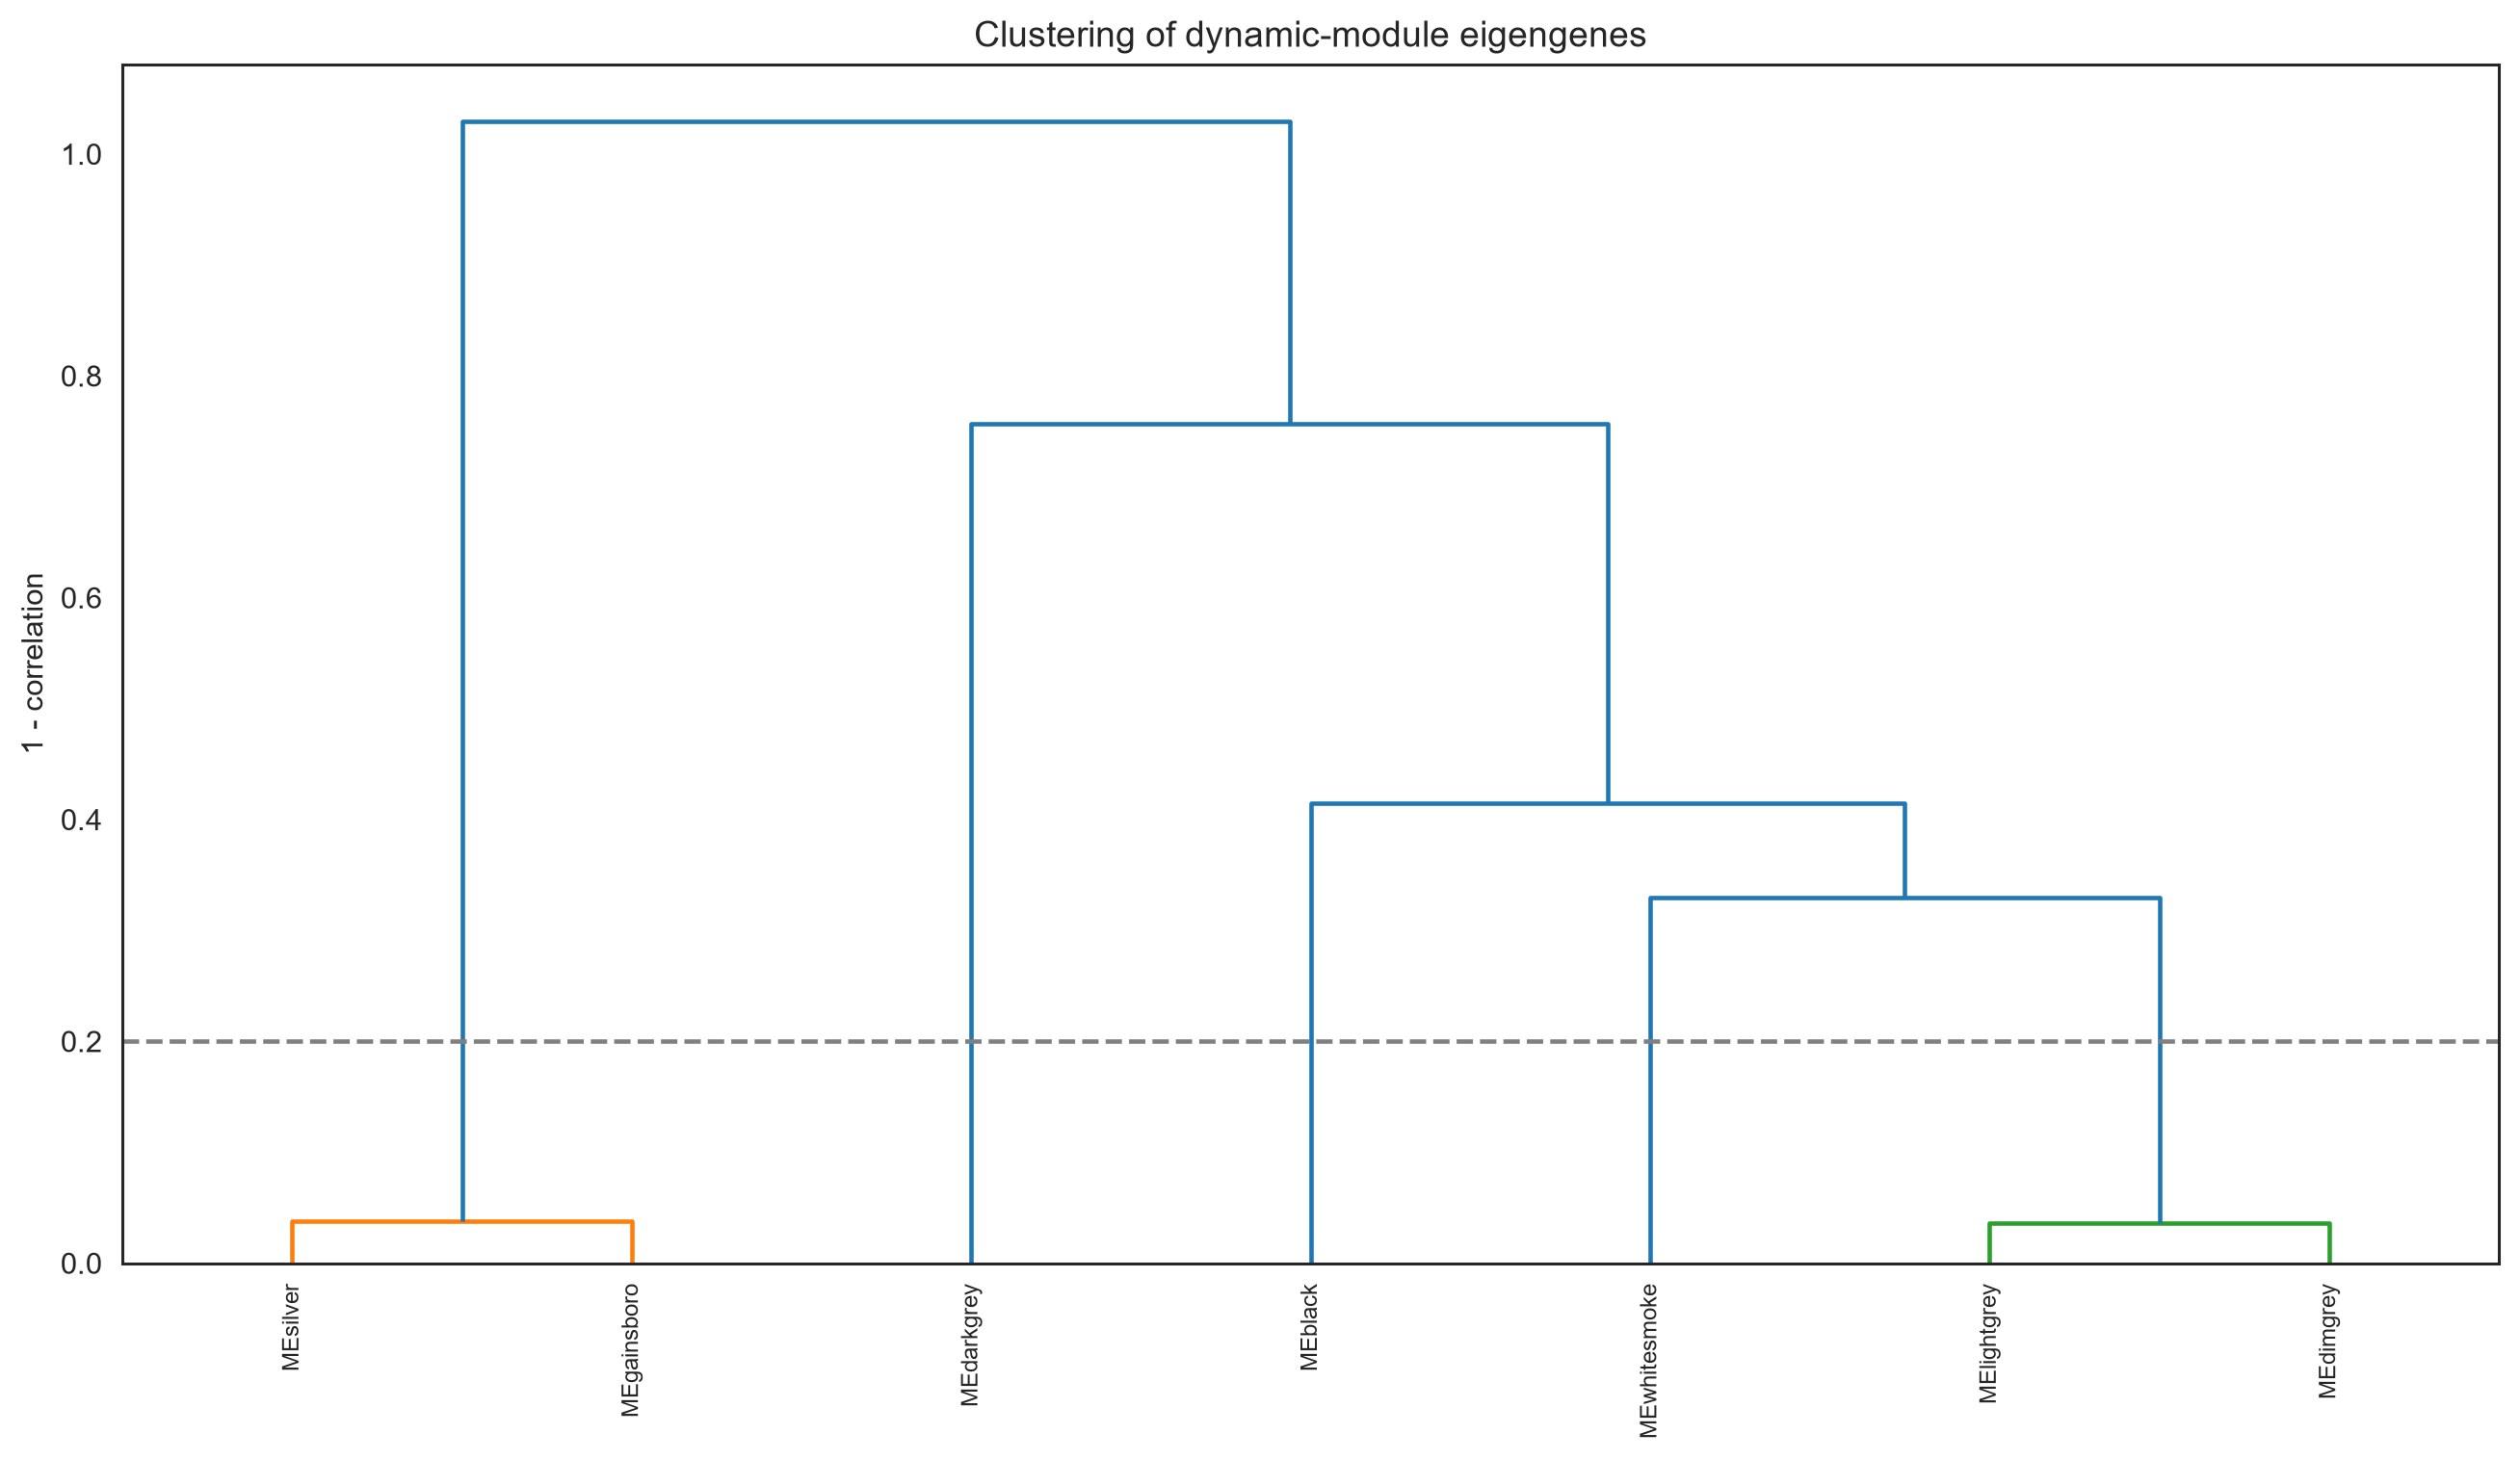 Clustering of dynamic-module eigengenes
1 - correlation
1.0
0.8
0.6
0.4
0.2
0.0
MEsilver
MEgainsboro
MEdarkgrey
MEblack
MEwhitesmoke
MElightgrey
MEdimgrey